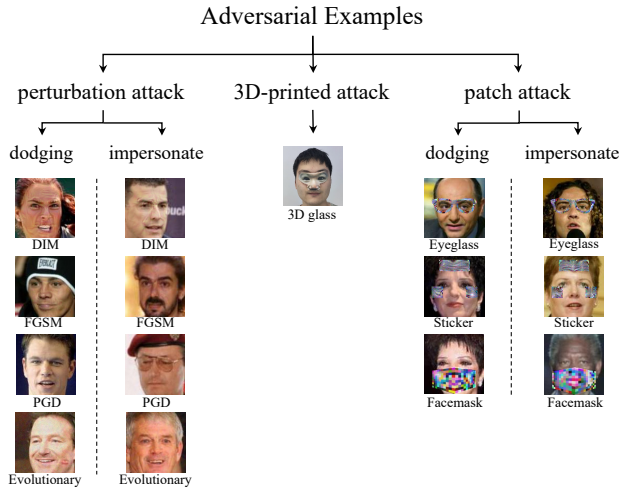 Adversarial Examples
perturbation attack 3D-printed attack patch attack
dodging impersonate dodging impersonate
DIM DIM 3D glass Eyeglass Eyeglass
FGSM FGSM Sticker Sticker
PGD PGD Facemask Facemask
Evolutionary Evolutionary